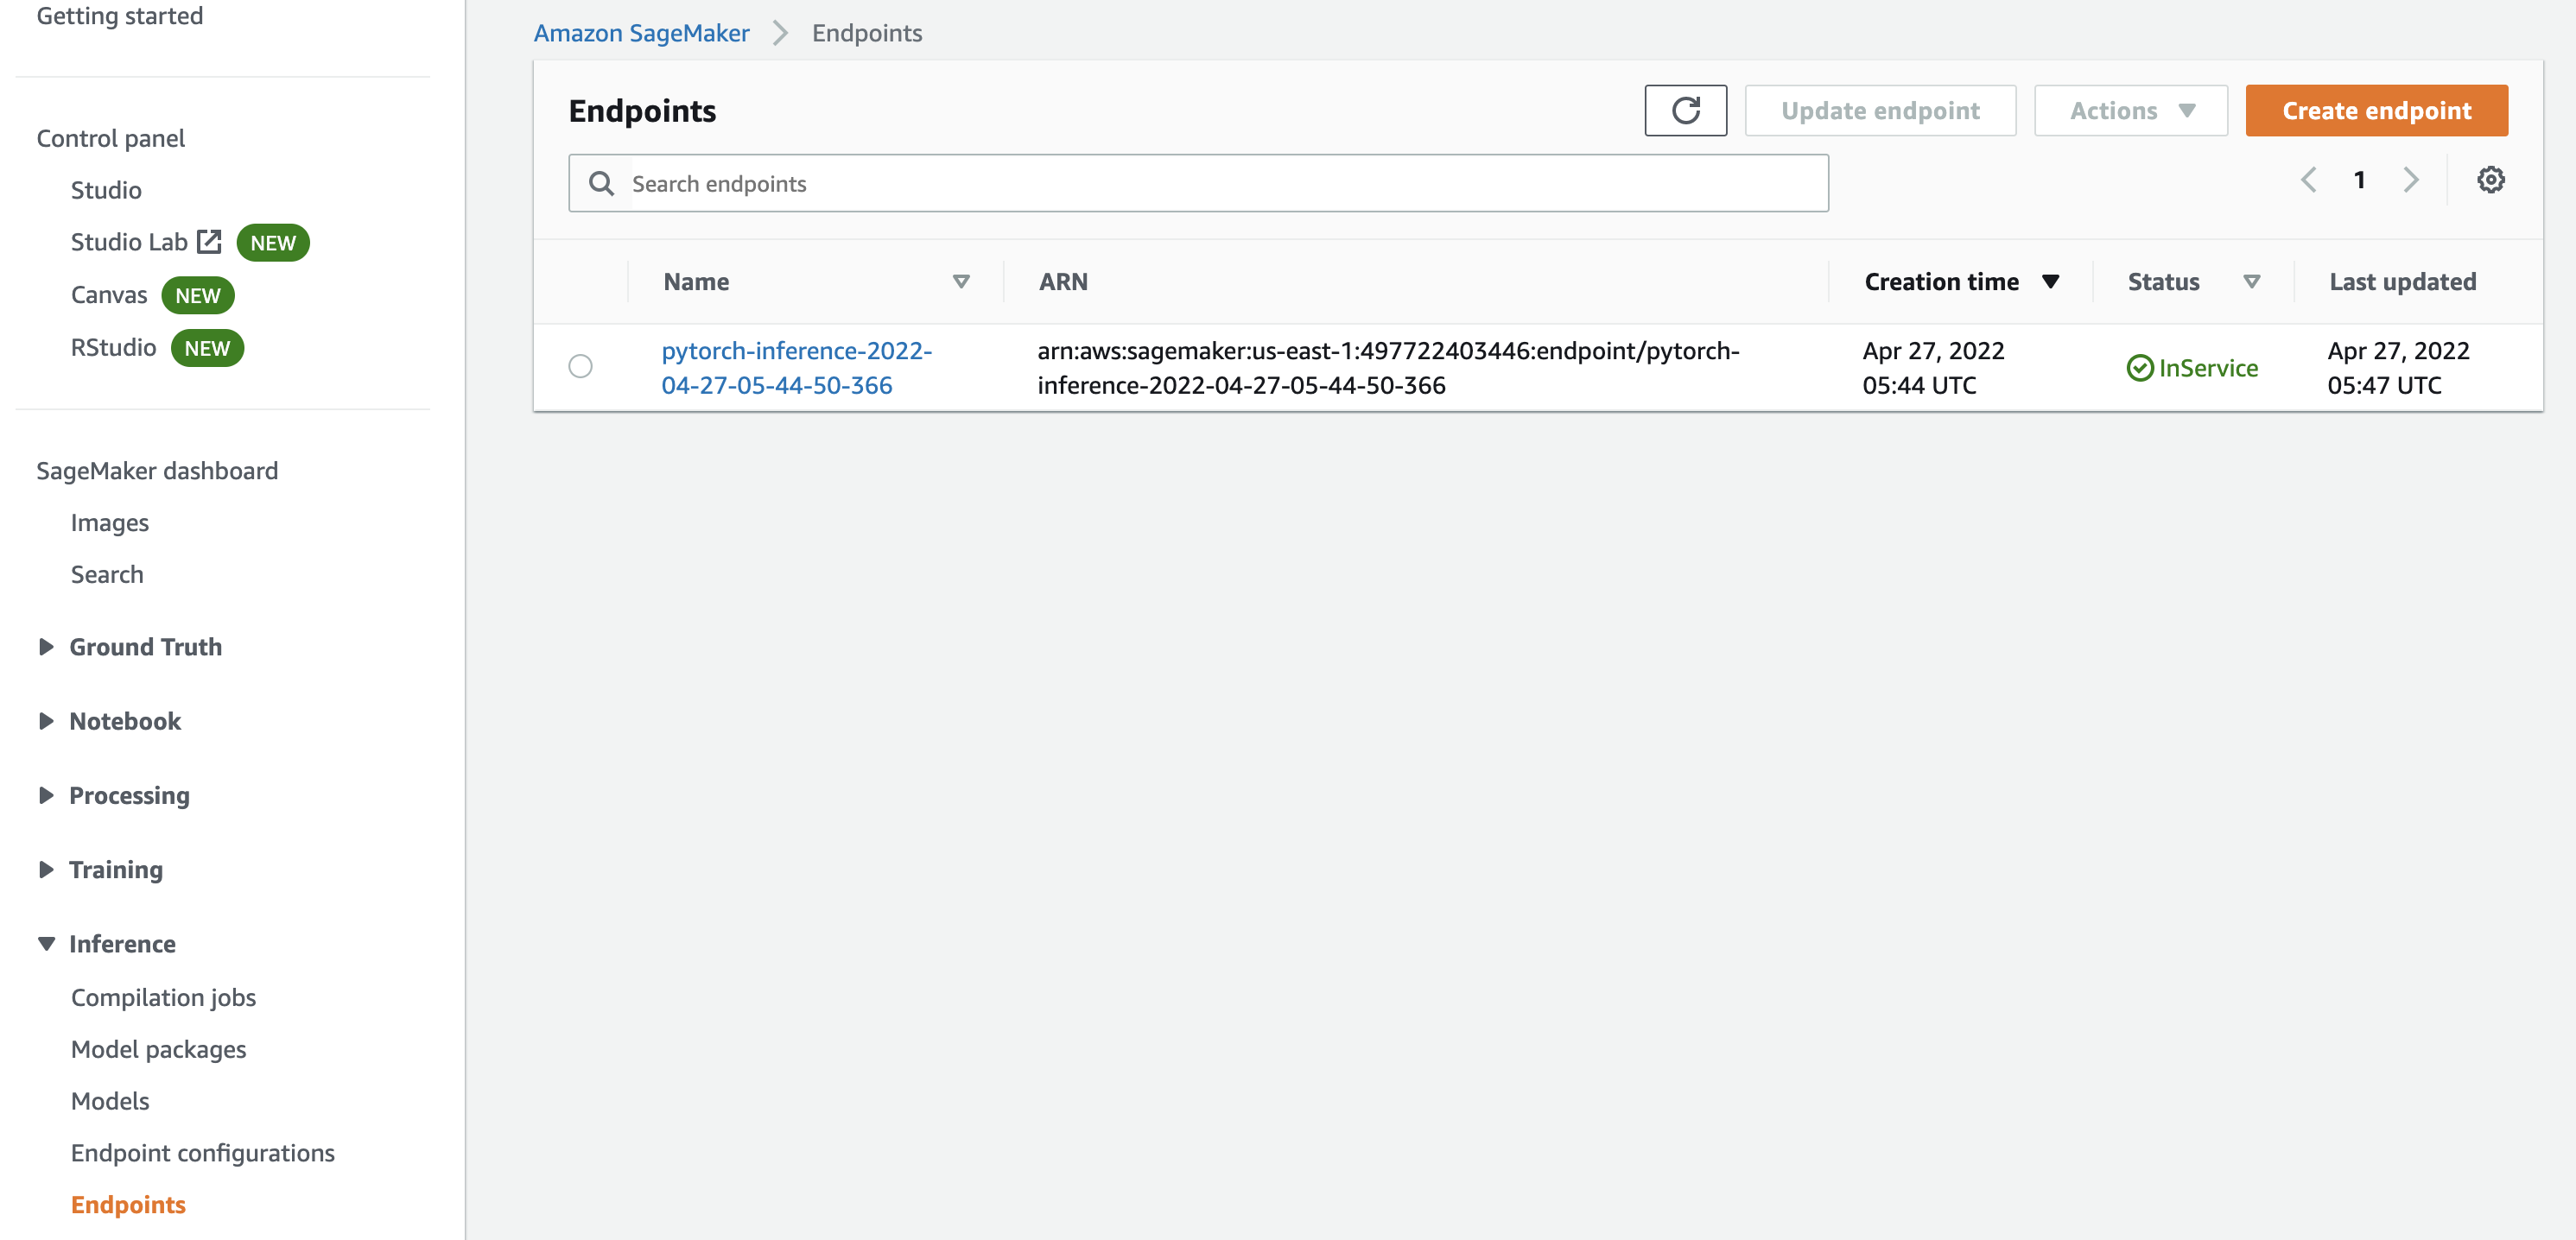 Getting started
Control panel
Studio
Studio Lab NEW
Canvas NEW
RStudio NEW
SageMaker dashboard
Images
Search
Ground Truth
Notebook
Processing
Training
Inference
Compilation jobs
Model packages
Models
Endpoint configurations
Endpoints
Amazon SageMaker Endpoints
Endpoints Update endpoint Actions Create endpoint
Search endpoints 1
Name ARN Creation time Status Last updated
pytorch-inference-2022- arn:aws:sagemaker:us-east-1:497722403446:endpoint/pytorch- Apr 27, 2022 InService Apr 27, 2022
04-27-05-44-50-366 inference-2022-04-27-05-44-50-366 05:44 UTC 05:47 UTC